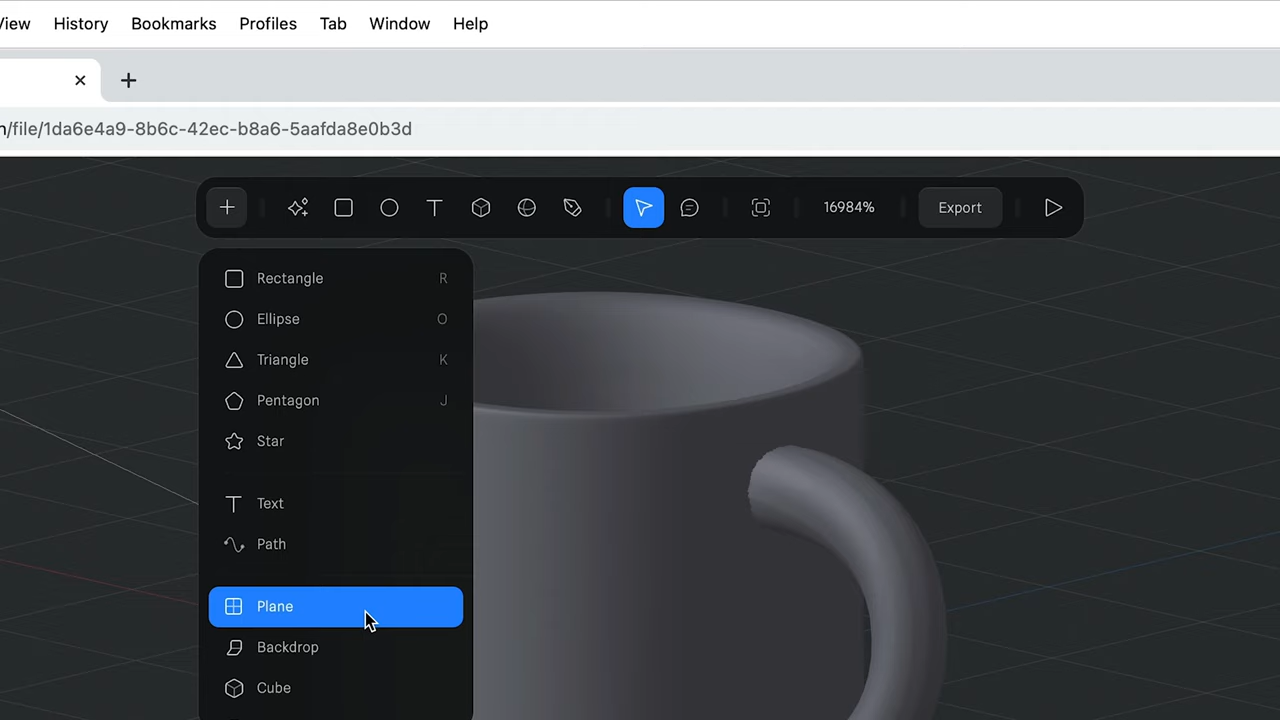 View History Bookmarks Profiles Tab Window Help
/file/1da6e4a9-8b6c-42ec-b8a6-5aafda8e0b3d
16984% Export
Rectangle R
Ellipse O
Triangle K
Pentagon J
Star
Text
Path
Plane
Backdrop
Cube